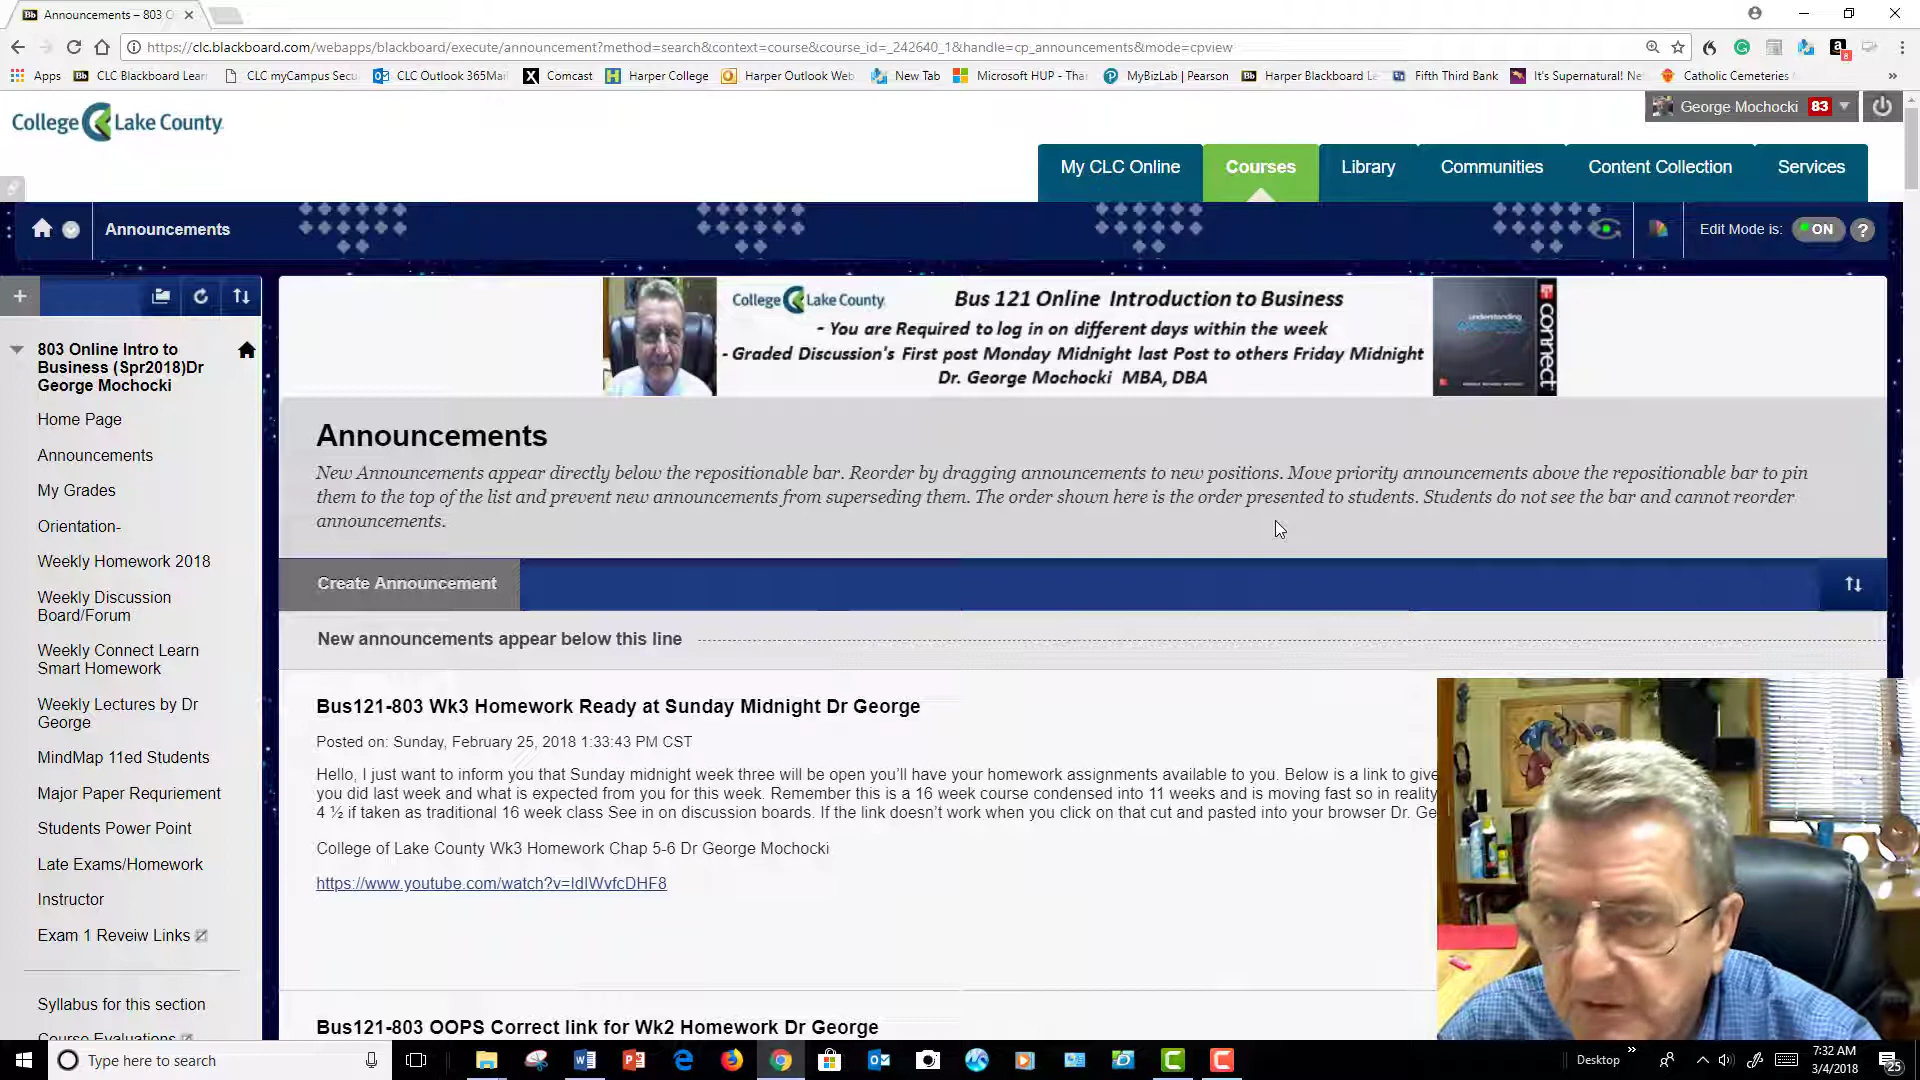 Announcements – 803 O
https://clc.blackboard.com/webapps/blackboard/execute/announcement?method=search&context=course&course_id=_242640_1&handle=cp_announcements&mode=cpview
Apps CLC Blackboard Lear CLC myCampus Secu CLC Outlook 365Mail Comcast Harper College Harper Outlook Web New Tab Microsoft HUP - Tha MyBizLab | Pearson Harper Blackboard Le Fifth Third Bank It's Supernatural! Ne Catholic Cemeteries »
College Lake County
George Mochocki 83
My CLC Online Courses Library Communities Content Collection Services
Announcements
Edit Mode is: ON ?
College Lake County Bus 121 Online Introduction to Business
- You are Required to log in on different days within the week
- Graded Discussion's First post Monday Midnight last Post to others Friday Midnight
Dr. George Mochocki MBA, DBA
understanding
CONNECT
803 Online Intro to
Business (Spr2018)Dr
George Mochocki
Home Page
Announcements
My Grades
Orientation-
Weekly Homework 2018
Weekly Discussion
Board/Forum
Weekly Connect Learn
Smart Homework
Weekly Lectures by Dr
George
MindMap 11ed Students
Major Paper Requriement
Students Power Point
Late Exams/Homework
Instructor
Exam 1 Reveiw Links
Syllabus for this section
Course Evaluations
Announcements
New Announcements appear directly below the repositionable bar. Reorder by dragging announcements to new positions. Move priority announcements above the repositionable bar to pin
them to the top of the list and prevent new announcements from superseding them. The order shown here is the order presented to students. Students do not see the bar and cannot reorder
announcements.
Create Announcement
New announcements appear below this line
Bus121-803 Wk3 Homework Ready at Sunday Midnight Dr George
Posted on: Sunday, February 25, 2018 1:33:43 PM CST
Hello, I just want to inform you that Sunday midnight week three will be open you'll have your homework assignments available to you. Below is a link to give
you did last week and what is expected from you for this week. Remember this is a 16 week course condensed into 11 weeks and is moving fast so in reality
4 ½ if taken as traditional 16 week class See in on discussion boards. If the link doesn't work when you click on that cut and pasted into your browser Dr. Ge
College of Lake County Wk3 Homework Chap 5-6 Dr George Mochocki
https://www.youtube.com/watch?v=IdIWvfcDHF8
Bus121-803 OOPS Correct link for Wk2 Homework Dr George
Type here to search
Desktop »
7:32 AM
3/4/2018
25